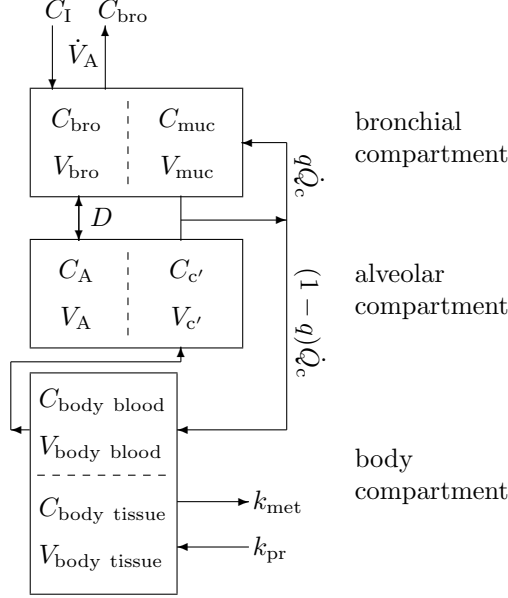 C_I C_bro
V̇_A
C_bro C_muc
V_bro V_muc
bronchial
compartment
qQ̇_c
D
C_A C_c′
V_A V_c′
alveolar
compartment
(1 − q)Q̇_c
C_body blood
V_body blood
body
compartment
C_body tissue
k_met
V_body tissue
k_pr